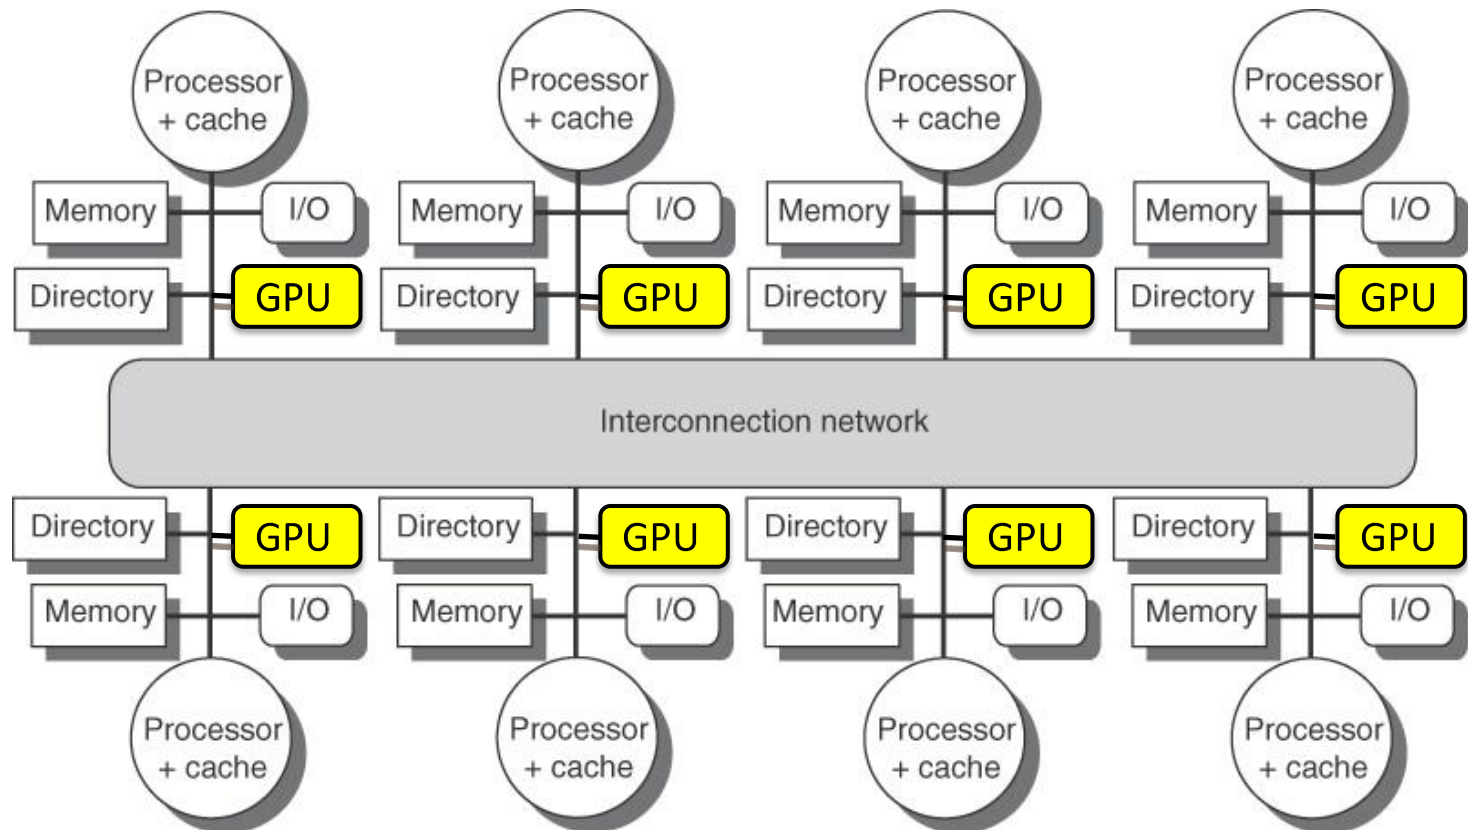 Processor Processor Processor Processor
+ cache + cache + cache + cache
Memory I/O Memory I/O Memory I/O Memory I/O
Directory GPU Directory GPU Directory GPU Directory GPU
Interconnection network
Directory GPU Directory GPU Directory GPU Directory GPU
Memory I/O Memory I/O Memory I/O Memory I/O
Processor Processor Processor Processor
+ cache + cache + cache + cache